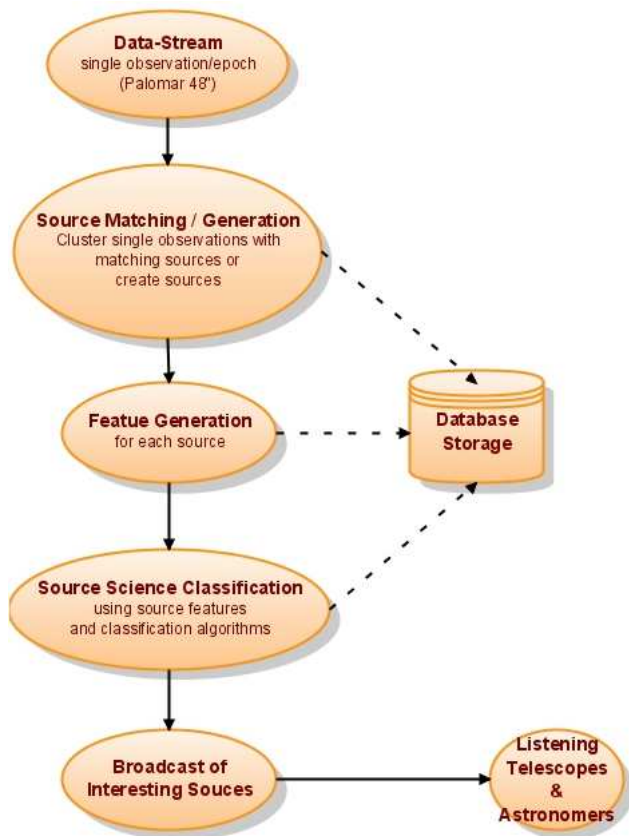 Data-Stream
single observation/epoch
(Palomar 48")
Source Matching / Generation
Cluster single observations with
matching sources or
create sources
Featue Generation
for each source
Database
Storage
Source Science Classification
using source features
and classification algorithms
Broadcast of
Interesting Souces
Listening
Telescopes
&
Astronomers